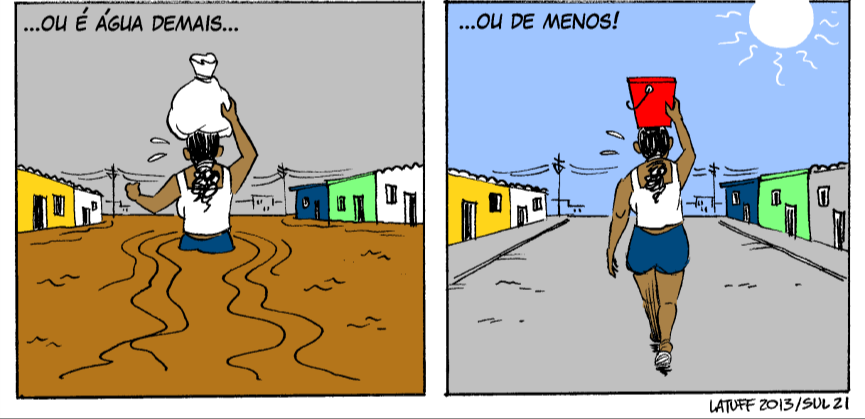 ...OU É ÁGUA DEMAIS...
...OU DE MENOS!
LATUFF 2013/SUL 21